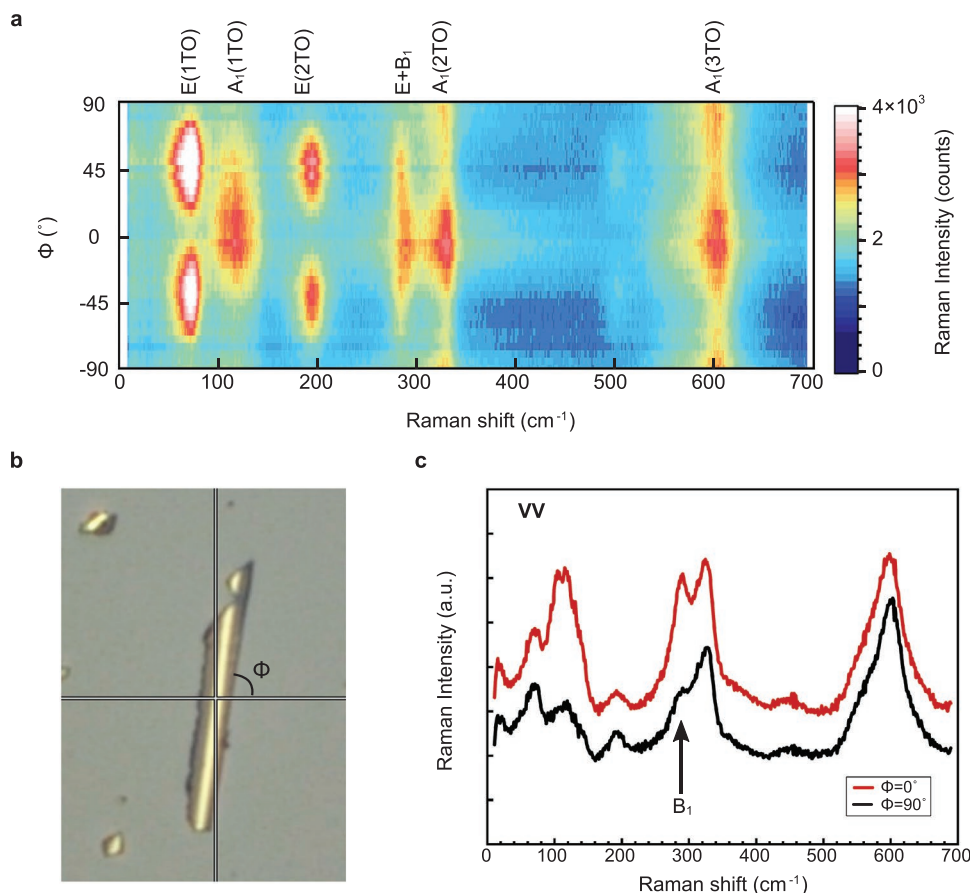 a
E(1TO)
A₁(1TO)
E(2TO)
E+B₁
A₁(2TO)
A₁(3TO)
90
45
0
-45
-90
Φ (˚)
0
100
200
300
400
500
600
700
Raman shift (cm⁻¹)
4×10³
2
0
Raman Intensity (counts)
b
Φ
c
VV
Raman Intensity (a.u.)
B₁
Φ=0˚
Φ=90˚
0
100
200
300
400
500
600
700
Raman shift (cm⁻¹)